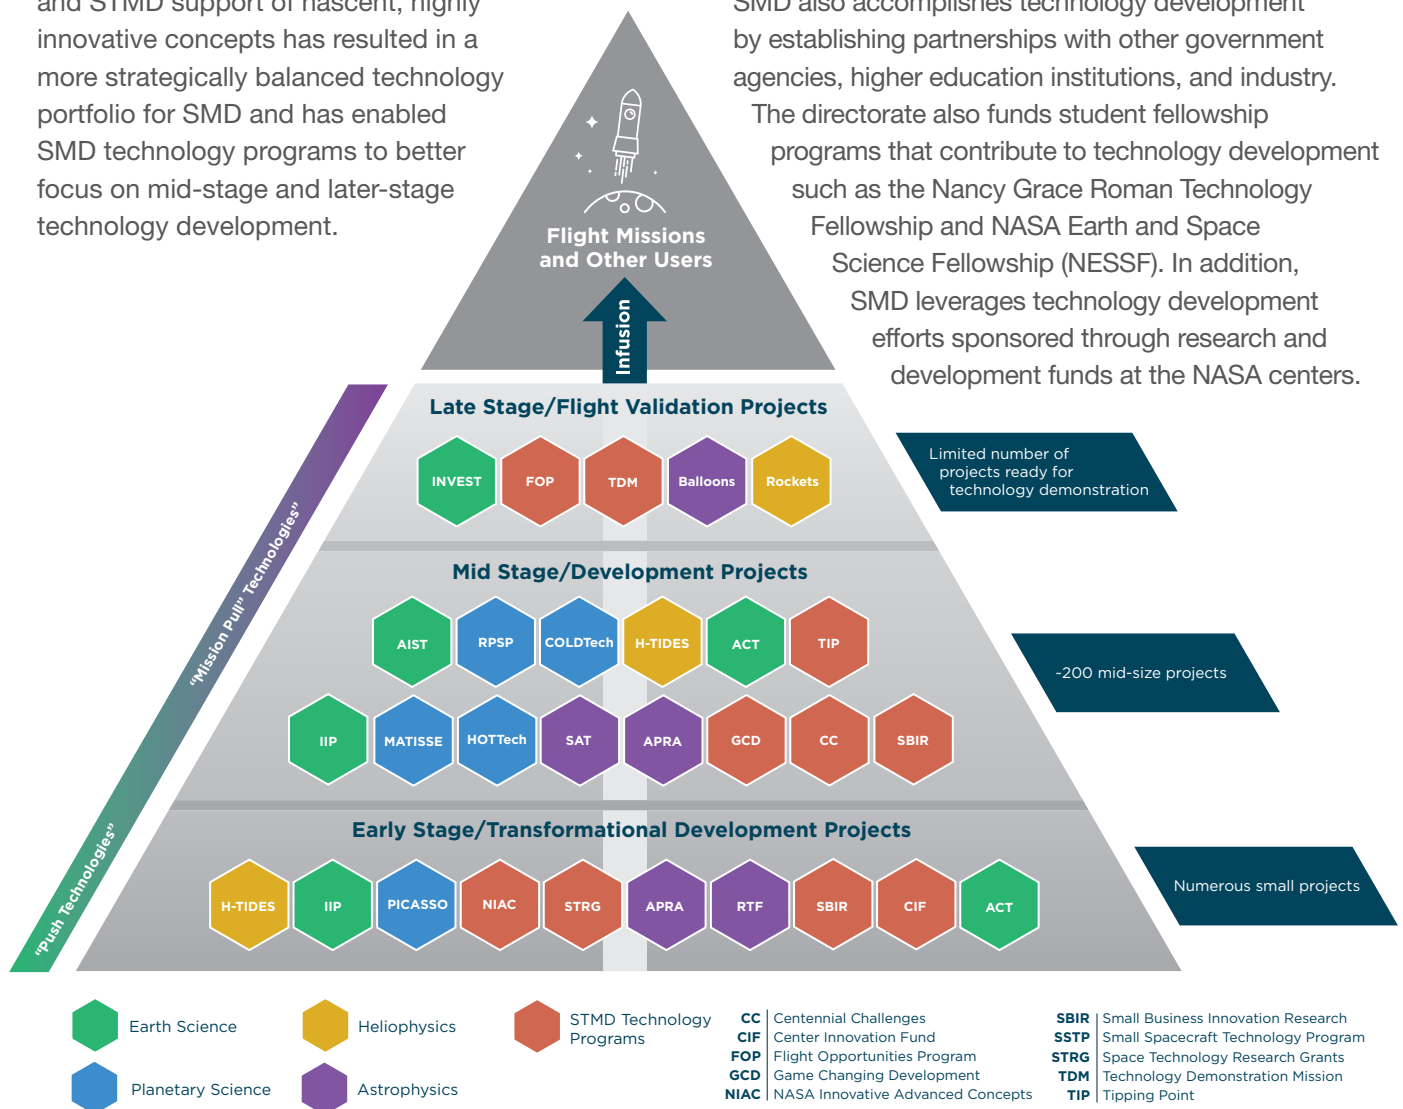 and STMD support of nascent, highly
innovative concepts has resulted in a
more strategically balanced technology
portfolio for SMD and has enabled
SMD technology programs to better
focus on mid-stage and later-stage
technology development.
SMD also accomplishes technology development
by establishing partnerships with other government
agencies, higher education institutions, and industry.
The directorate also funds student fellowship
programs that contribute to technology development
such as the Nancy Grace Roman Technology
Fellowship and NASA Earth and Space
Science Fellowship (NESSF). In addition,
SMD leverages technology development
efforts sponsored through research and
development funds at the NASA centers.
Flight Missions
and Other Users
Infusion
"Mission Pull" Technologies"
"Push Technologies"
Late Stage/Flight Validation Projects
INVEST
FOP
TDM
Balloons
Rockets
Limited number of
projects ready for
technology demonstration
Mid Stage/Development Projects
AIST
RPSP
COLDTech
H-TIDES
ACT
TIP
~200 mid-size projects
IIP
MATISSE
HOTTech
SAT
APRA
GCD
CC
SBIR
Early Stage/Transformational Development Projects
H-TIDES
IIP
PICASSO
NIAC
STRG
APRA
RTF
SBIR
CIF
ACT
Numerous small projects
Earth Science
Heliophysics
STMD Technology
Programs
Planetary Science
Astrophysics
CC Centennial Challenges
CIF Center Innovation Fund
FOP Flight Opportunities Program
GCD Game Changing Development
NIAC NASA Innovative Advanced Concepts
SBIR Small Business Innovation Research
SSTP Small Spacecraft Technology Program
STRG Space Technology Research Grants
TDM Technology Demonstration Mission
TIP Tipping Point